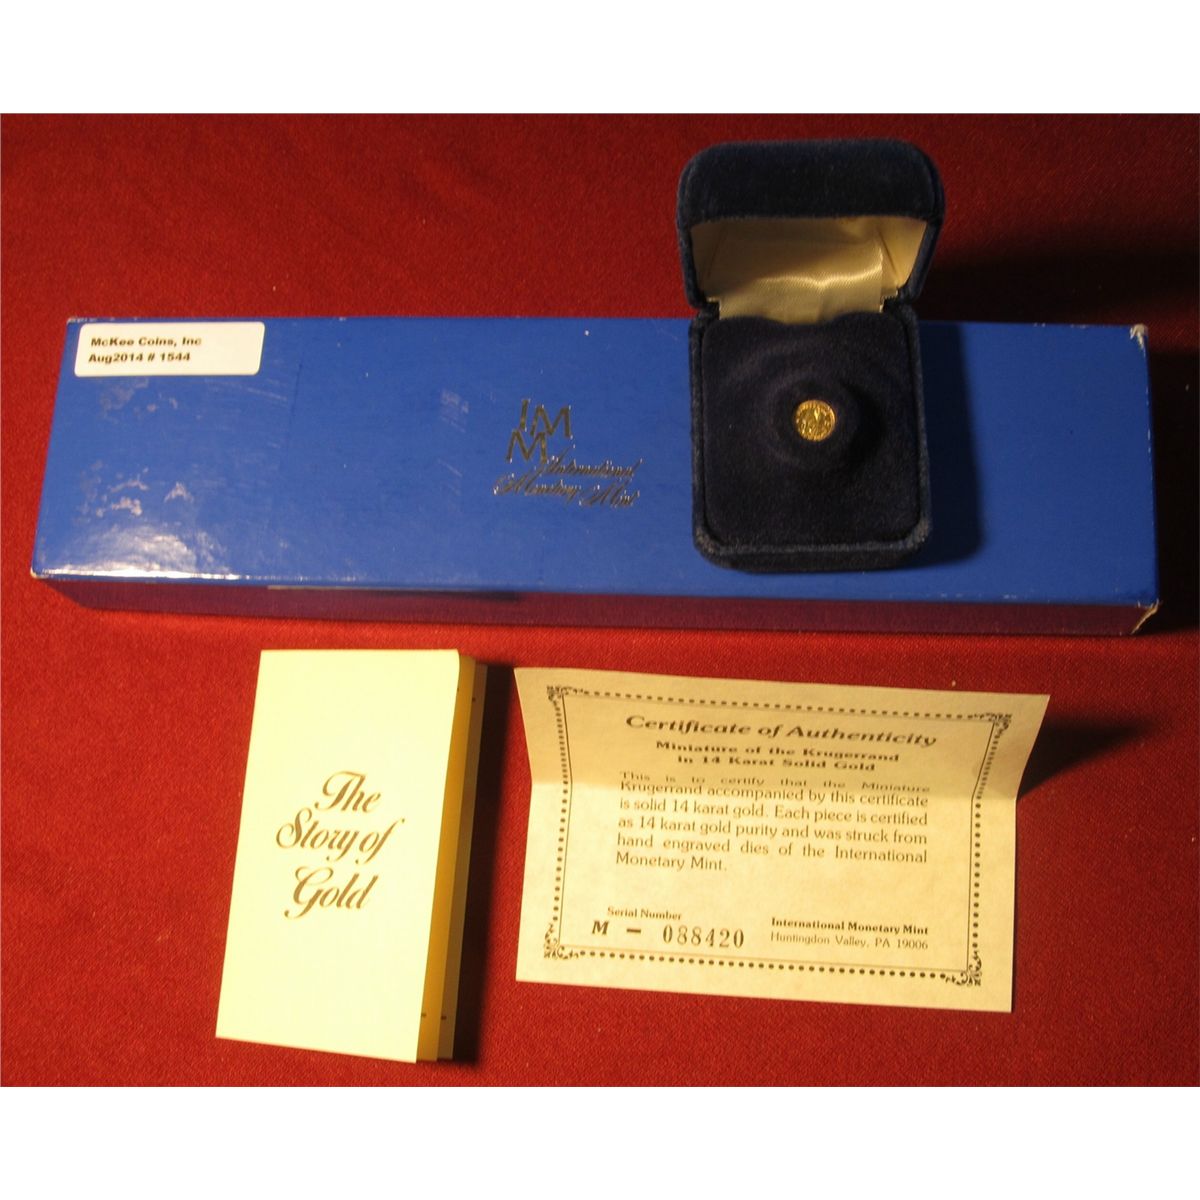 McKee Coins, Inc
Aug2014 # 1544
IM
M
International
Monetary Mint
The
Story of
Gold
Certificate of Authenticity
Miniature of the Krugerrand
in 14 Karat Solid Gold
This is to certify that the Miniature
Krugerrand accompanied by this certificate
is solid 14 karat gold. Each piece is certified
as 14 karat gold purity and was struck from
hand engraved dies of the International
Monetary Mint.
Serial Number
M - 088420
International Monetary Mint
Huntingdon Valley, PA 19006